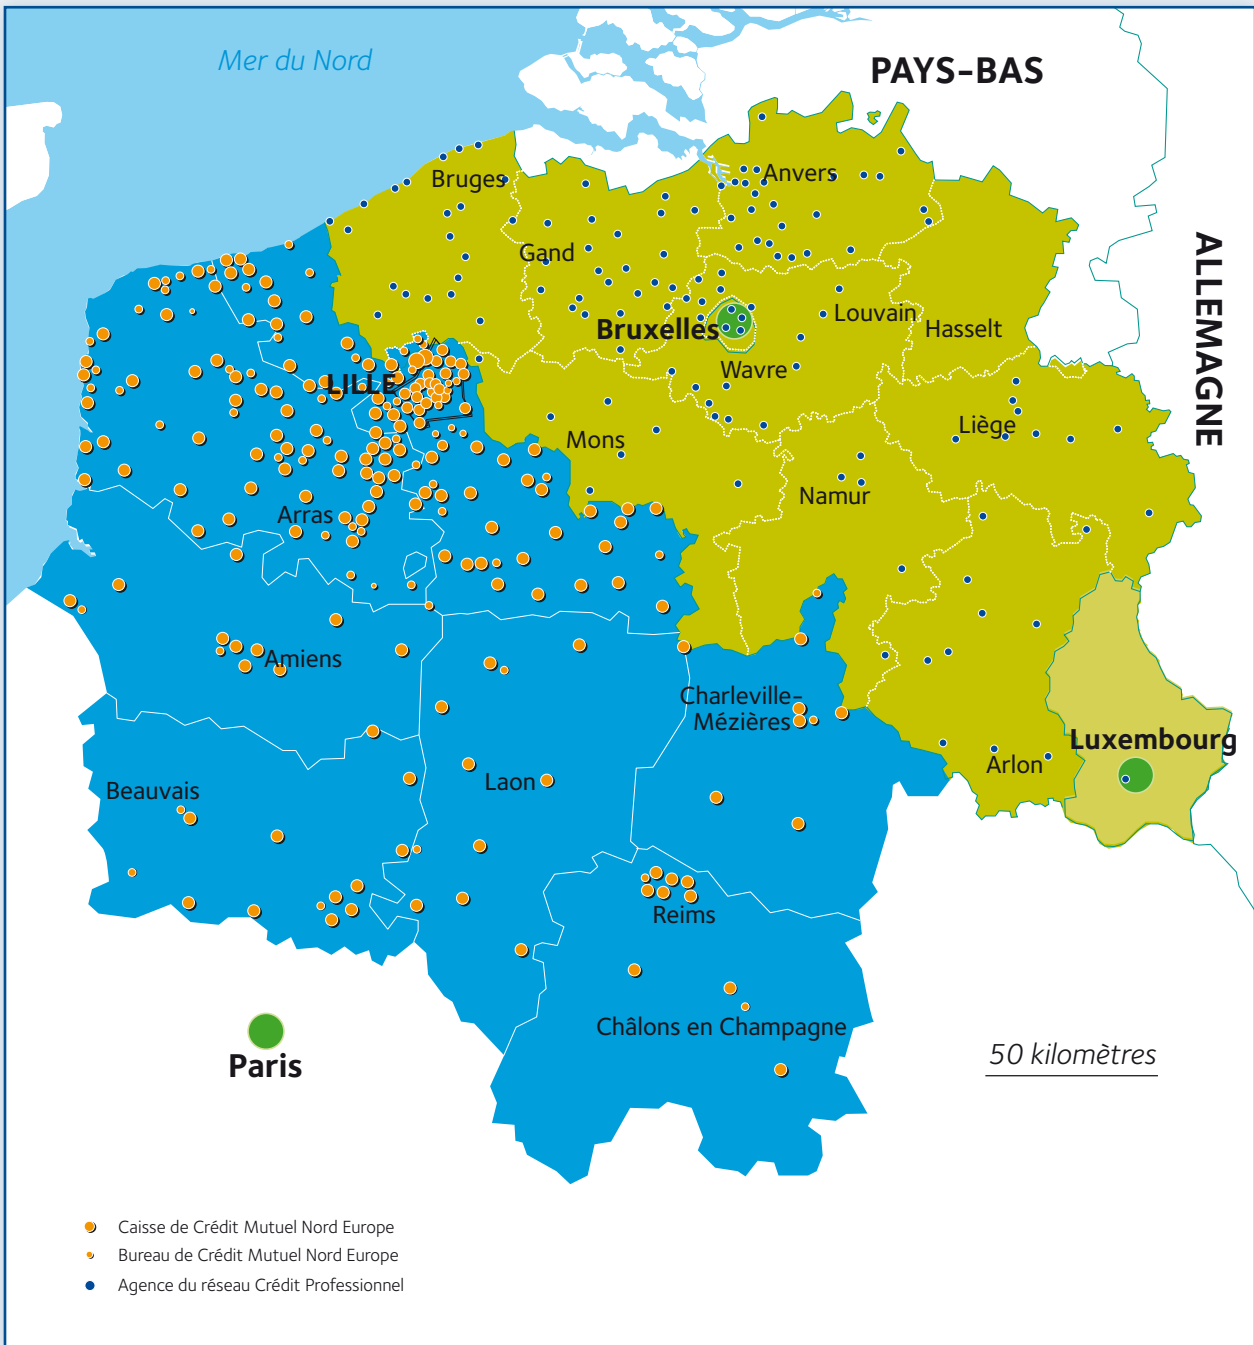 Mer du Nord
PAYS-BAS
Bruges
Anvers
ALLEMAGNE
Gand
Louvain
Bruxelles
Hasselt
Wavre
LILLE
Liège
Mons
Namur
Arras
Amiens
Charleville-
Mézières
Luxembourg
Arlon
Laon
Beauvais
Reims
Châlons en Champagne
Paris
50 kilomètres
Caisse de Crédit Mutuel Nord Europe
Bureau de Crédit Mutuel Nord Europe
Agence du réseau Crédit Professionnel